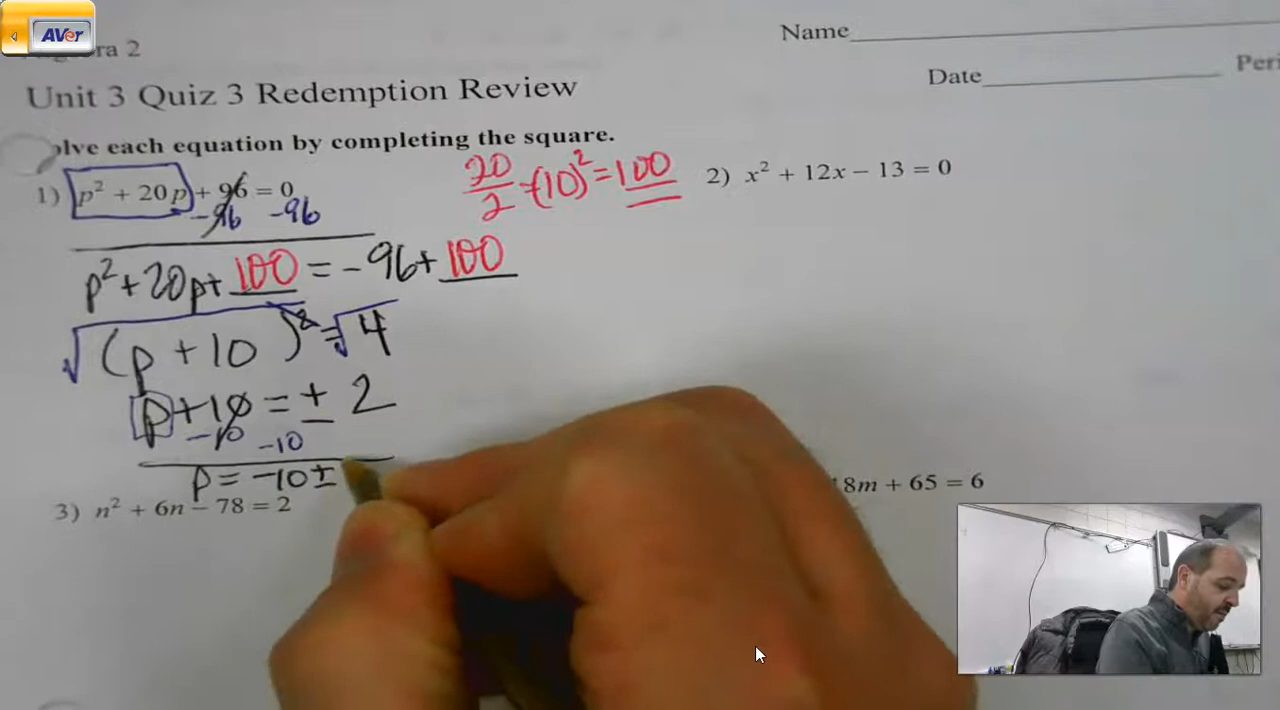 AVer
ra 2
Name
Date
Peri
Unit 3 Quiz 3 Redemption Review
olve each equation by completing the square.
1) p² + 20p + 96 = 0
-96 -96
20/2 = (10)² = 100
p² + 20p + 100 = -96 + 100
√(p + 10)² = √4
p + 10 = ± 2
-10 -10
p = -10 ±
2) x² + 12x − 13 = 0
3) n² + 6n − 78 = 2
18m + 65 = 6